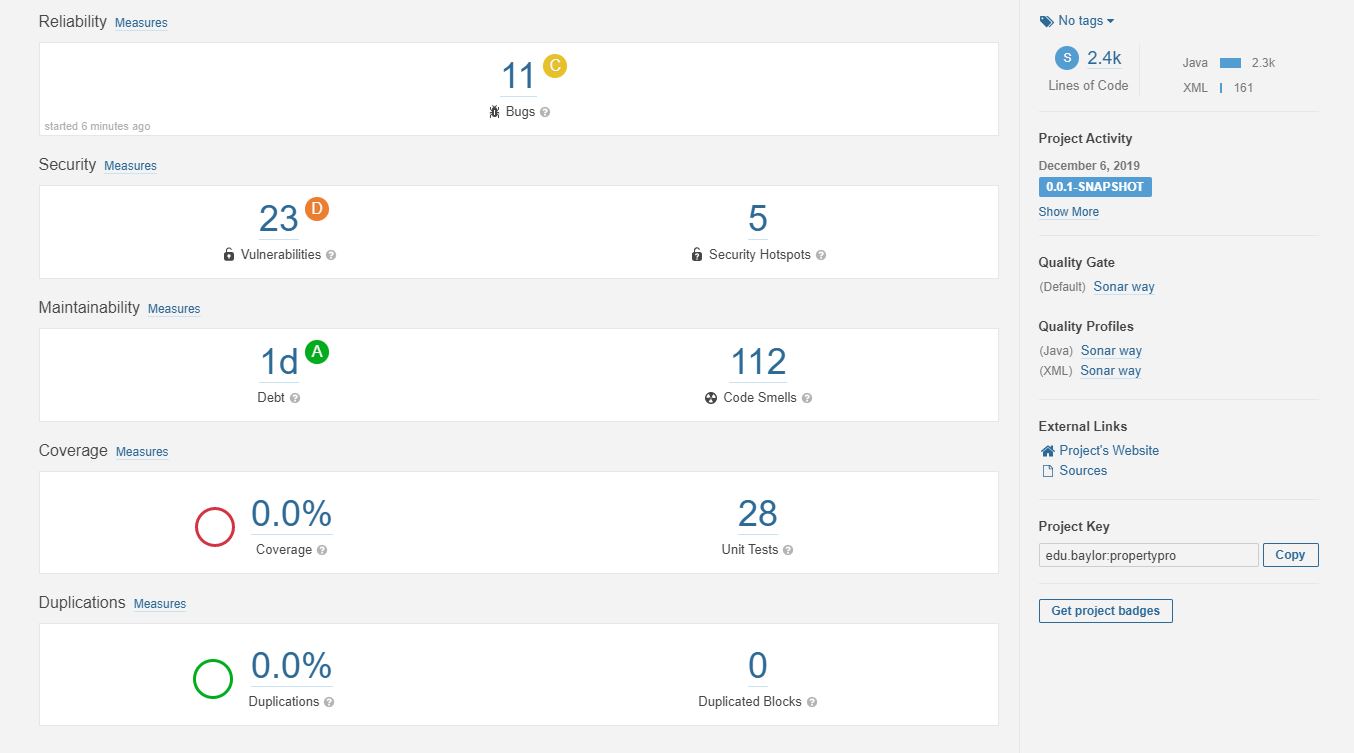 Reliability Measures
11 C
Bugs ?
started 6 minutes ago
Security Measures
23 D
Vulnerabilities ?
5
Security Hotspots ?
Maintainability Measures
1d A
Debt ?
112
Code Smells ?
Coverage Measures
0.0%
Coverage ?
28
Unit Tests ?
Duplications Measures
0.0%
Duplications ?
0
Duplicated Blocks ?
No tags
S 2.4k
Lines of Code
Java 2.3k
XML 161
Project Activity
December 6, 2019
0.0.1-SNAPSHOT
Show More
Quality Gate
(Default) Sonar way
Quality Profiles
(Java) Sonar way
(XML) Sonar way
External Links
Project's Website
Sources
Project Key
edu.baylor:propertypro Copy
Get project badges